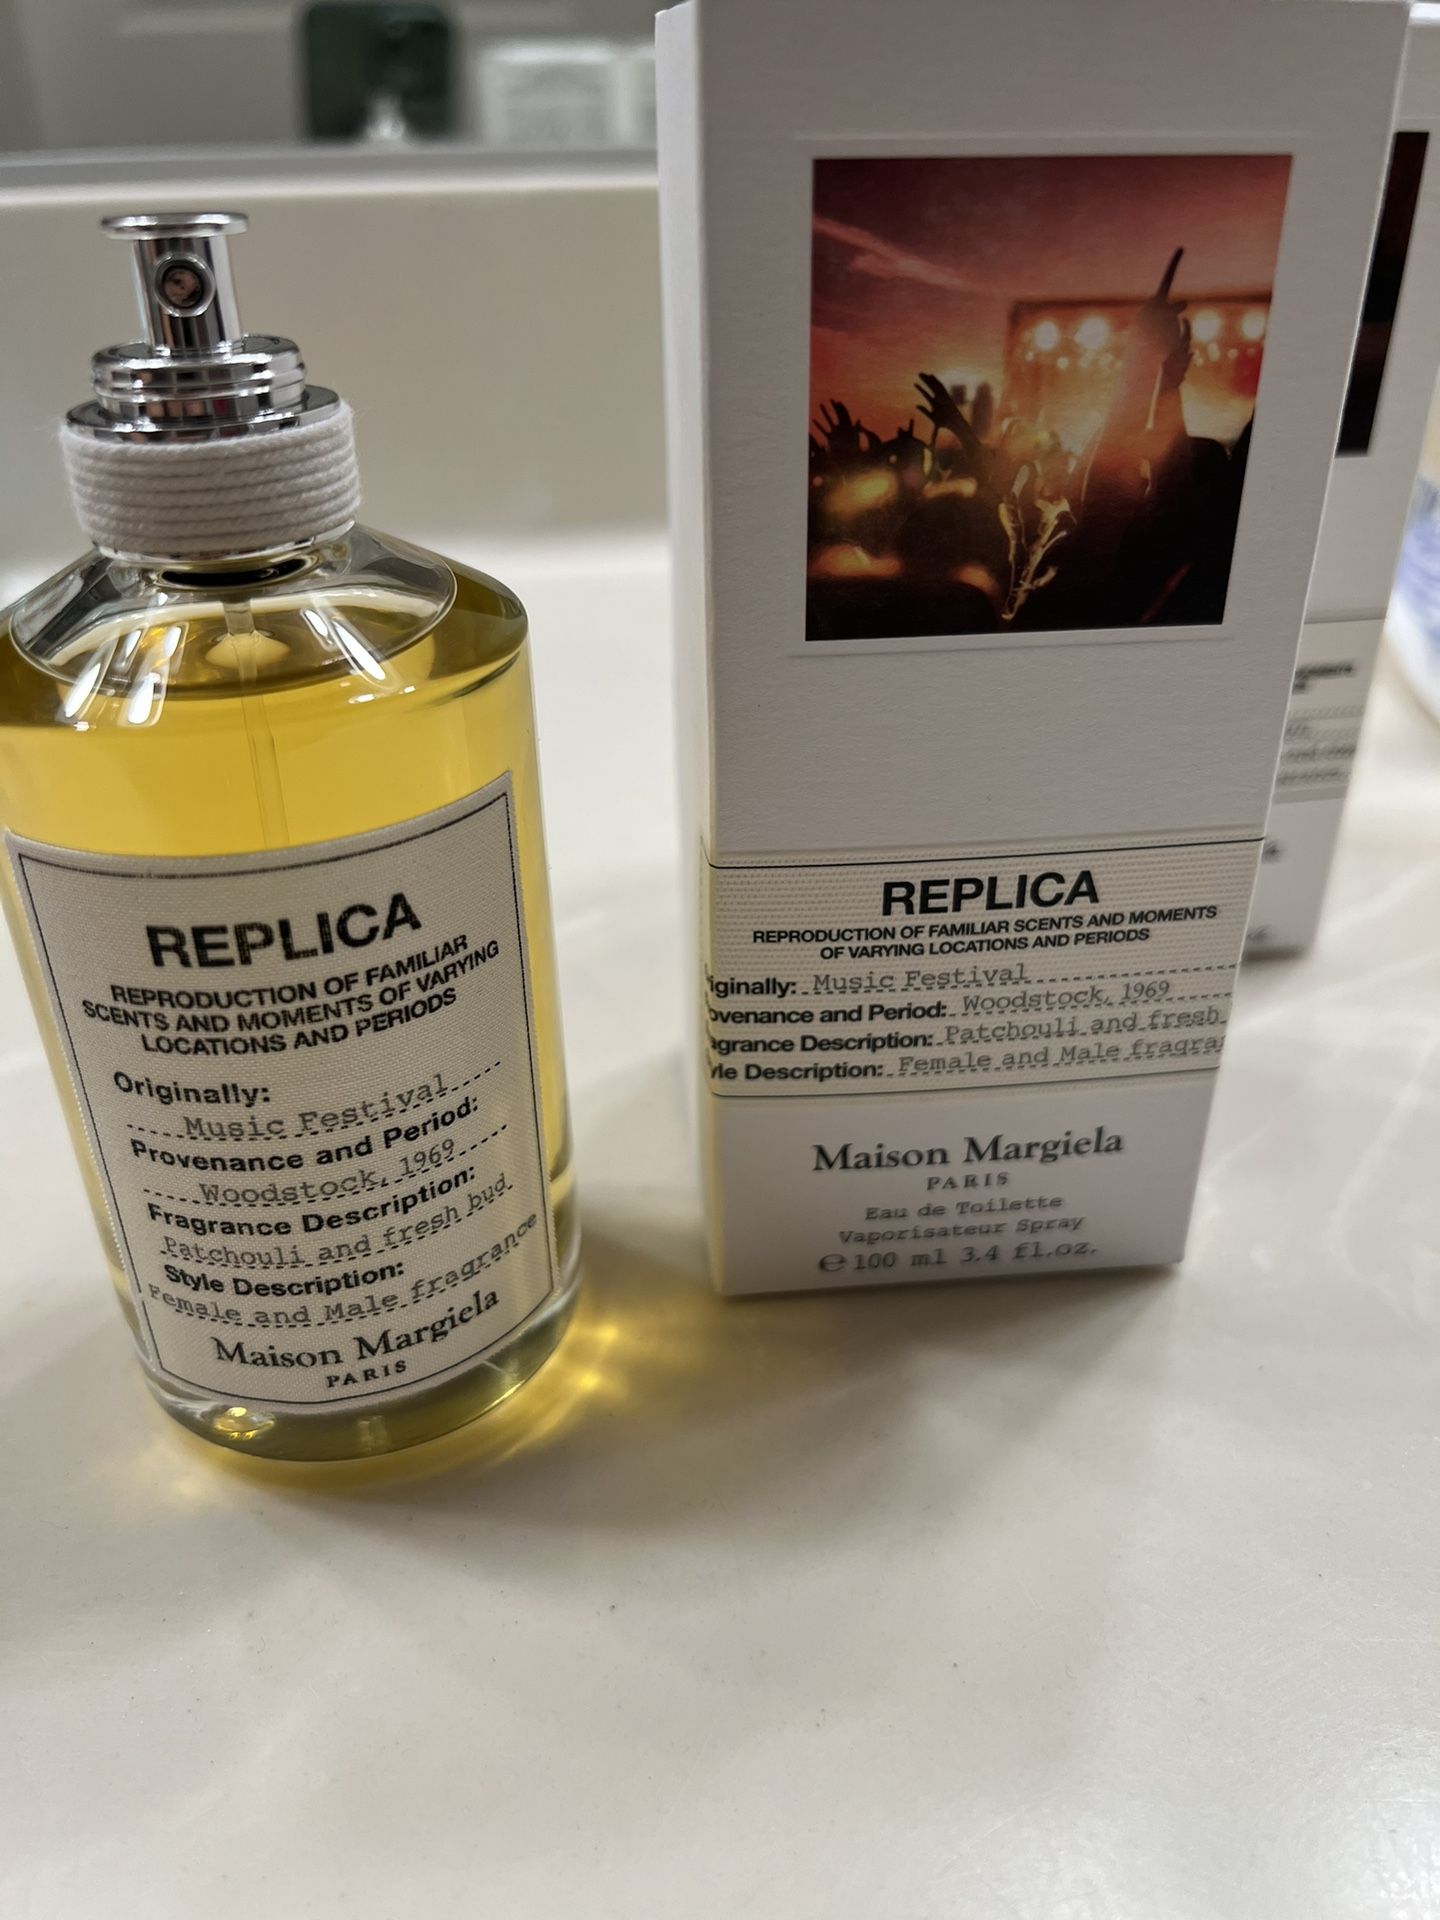 REPLICA
REPRODUCTION OF FAMILIAR
SCENTS AND MOMENTS OF VARYING
LOCATIONS AND PERIODS
Originally:
Music Festival
Provenance and Period:
Woodstock, 1969
Fragrance Description:
Patchouli and fresh bud
Style Description:
Female and Male fragrance
Maison Margiela
PARIS
REPLICA
REPRODUCTION OF FAMILIAR SCENTS AND MOMENTS
OF VARYING LOCATIONS AND PERIODS
iginally: Music Festival
ovenance and Period: Woodstock, 1969
agrance Description: Patchouli and fresh
yle Description: Female and Male fragra
Maison Margiela
PARIS
Eau de Toilette
Vaporisateur Spray
℮ 100 ml 3.4 fl.oz.